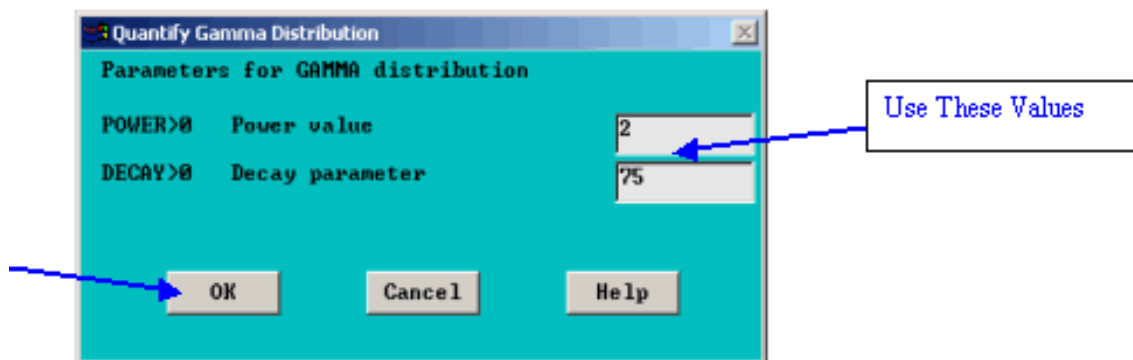 Quantify Gamma Distribution
Parameters for GAMMA distribution
POWER>0 Power value 2
DECAY>0 Decay parameter 75
Use These Values
OK Cancel Help